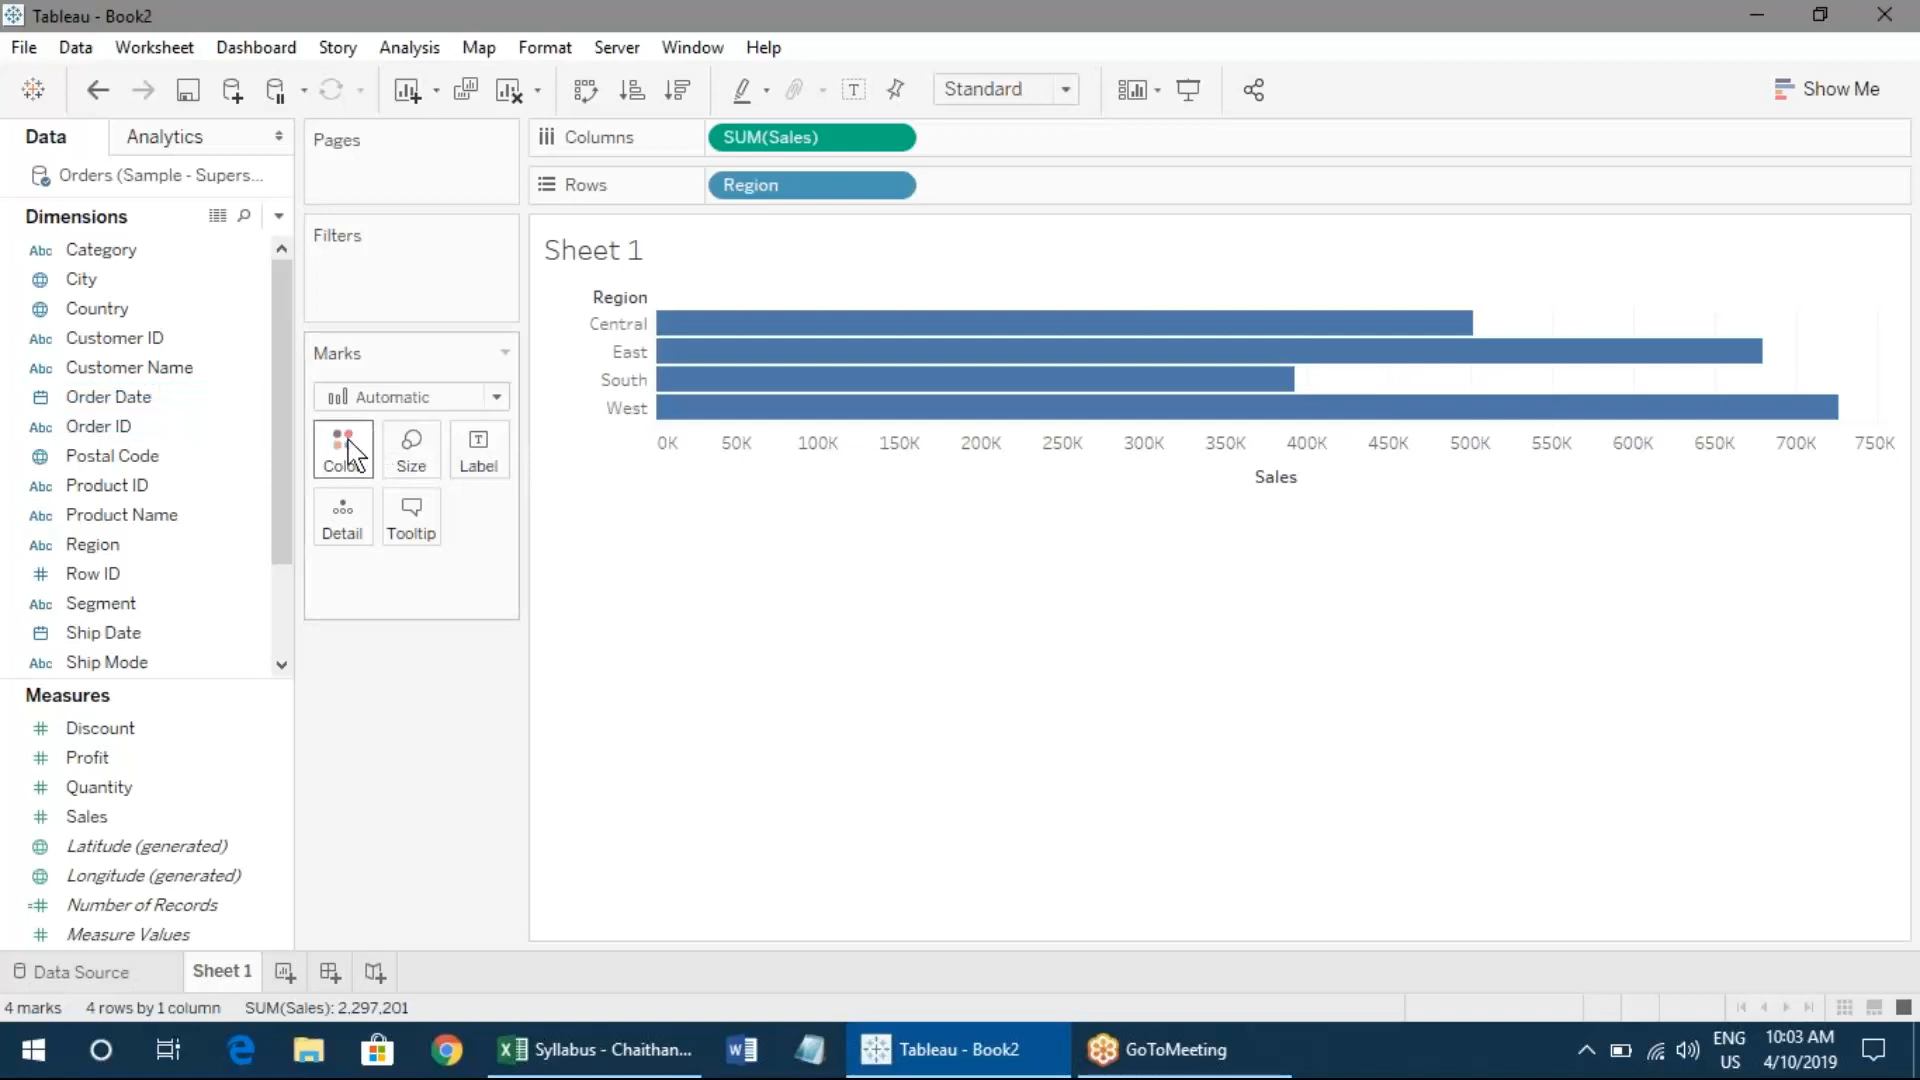 Tableau - Book2
File Data Worksheet Dashboard Story Analysis Map Format Server Window Help
Standard
Show Me
Data
Analytics
Orders (Sample - Supers...
Dimensions
Abc Category
City
Country
Abc Customer ID
Abc Customer Name
Order Date
Abc Order ID
Postal Code
Abc Product ID
Abc Product Name
Abc Region
# Row ID
Abc Segment
Ship Date
Abc Ship Mode
Measures
# Discount
# Profit
# Quantity
# Sales
Latitude (generated)
Longitude (generated)
=# Number of Records
# Measure Values
Pages
Filters
Marks
Automatic
Color Size Label
Detail Tooltip
Columns SUM(Sales)
Rows Region
Sheet 1
Region
Central
East
South
West
0K 50K 100K 150K 200K 250K 300K 350K 400K 450K 500K 550K 600K 650K 700K 750K
Sales
Data Source Sheet 1
4 marks 4 rows by 1 column SUM(Sales): 2,297,201
Syllabus - Chaithan...
Tableau - Book2
GoToMeeting
ENG
US
10:03 AM
4/10/2019